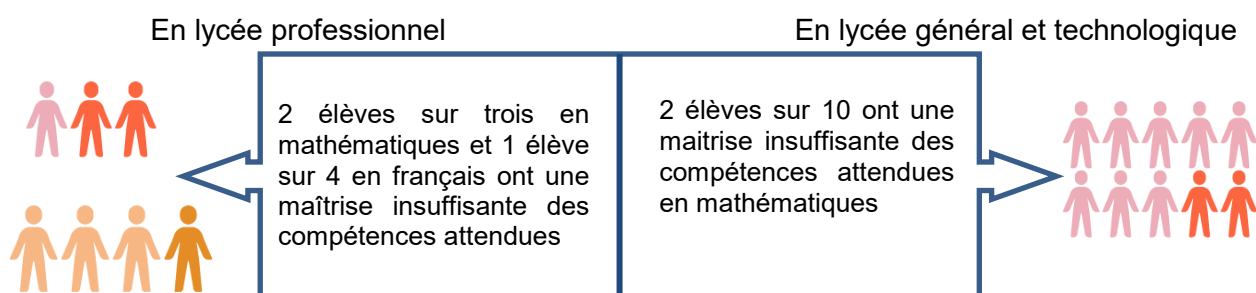 En lycée professionnel
En lycée général et technologique
2 élèves sur trois en
mathématiques et 1 élève
sur 4 en français ont une
maîtrise insuffisante des
compétences attendues
2 élèves sur 10 ont une
maitrise insuffisante des
compétences attendues
en mathématiques